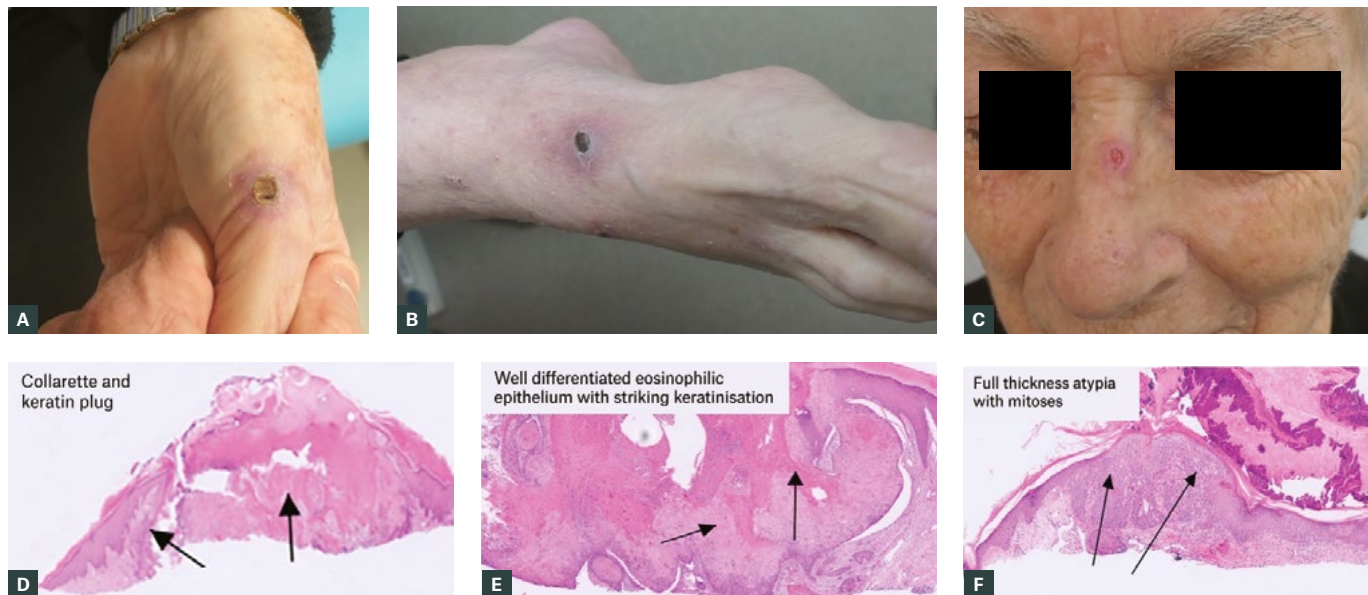 A
B
C
Collarette and
keratin plug
D
Well differentiated eosinophilic
epithelium with striking keratinisation
E
Full thickness atypia
with mitoses
F